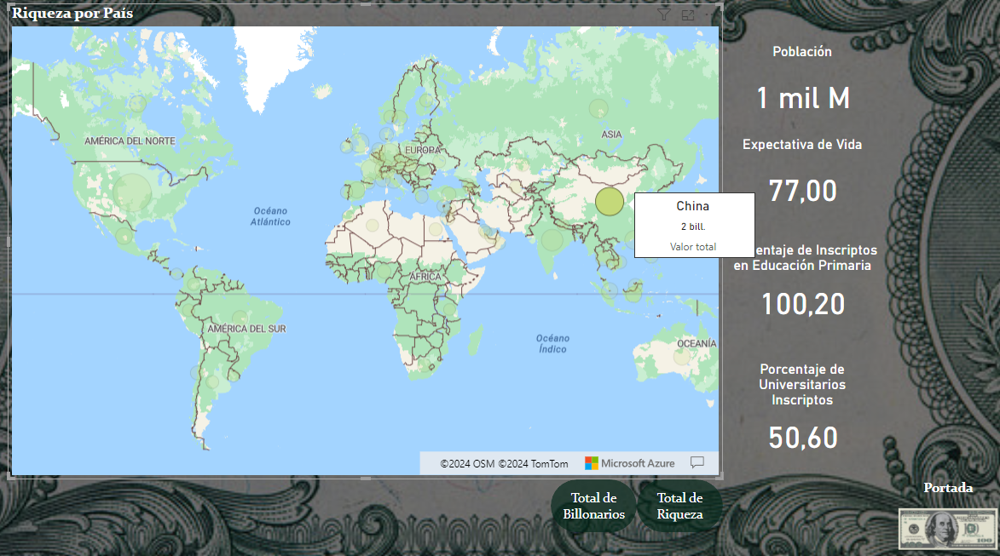 Riqueza por País
AMÉRICA DEL NORTE
EUROPA
ASIA
Océano
Atlántico
China
2 bill.
Valor total
ÁFRICA
AMÉRICA DEL SUR
Océano
Índico
OCEANÍA
©2024 OSM ©2024 TomTom
Microsoft Azure
Población
1 mil M
Expectativa de Vida
77,00
entaje de Inscriptos
en Educación Primaria
100,20
Porcentaje de
Universitarios
Inscriptos
50,60
Total de
Billonarios
Total de
Riqueza
Portada
100